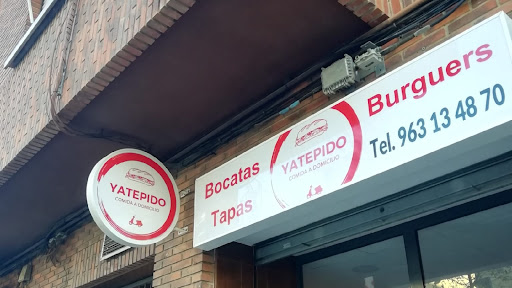 YATEPIDO
COMIDA A DOMICILIO
Bocatas
Tapas
YATEPIDO
COMIDA A DOMICILIO
Burguers
Tel. 963 13 48 70